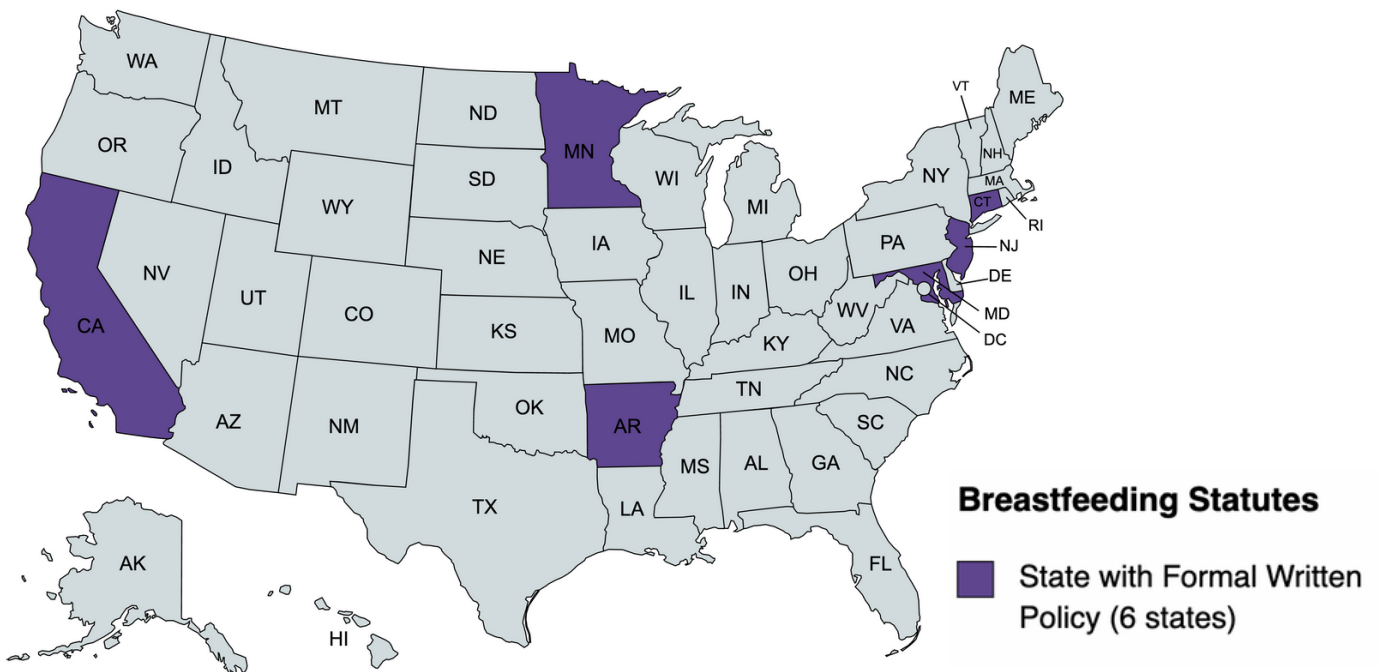 WA
MT
ND
MN
VT
ME
OR
ID
SD
WI
NH
NY
MA
WY
MI
CT
RI
IA
PA
NJ
NE
NV
OH
DE
UT
IL
IN
CO
WV
MD
CA
KS
MO
VA
DC
KY
NC
TN
OK
AZ
NM
AR
SC
MS
AL
GA
TX
LA
Breastfeeding Statutes
AK
FL
State with Formal Written
Policy (6 states)
HI